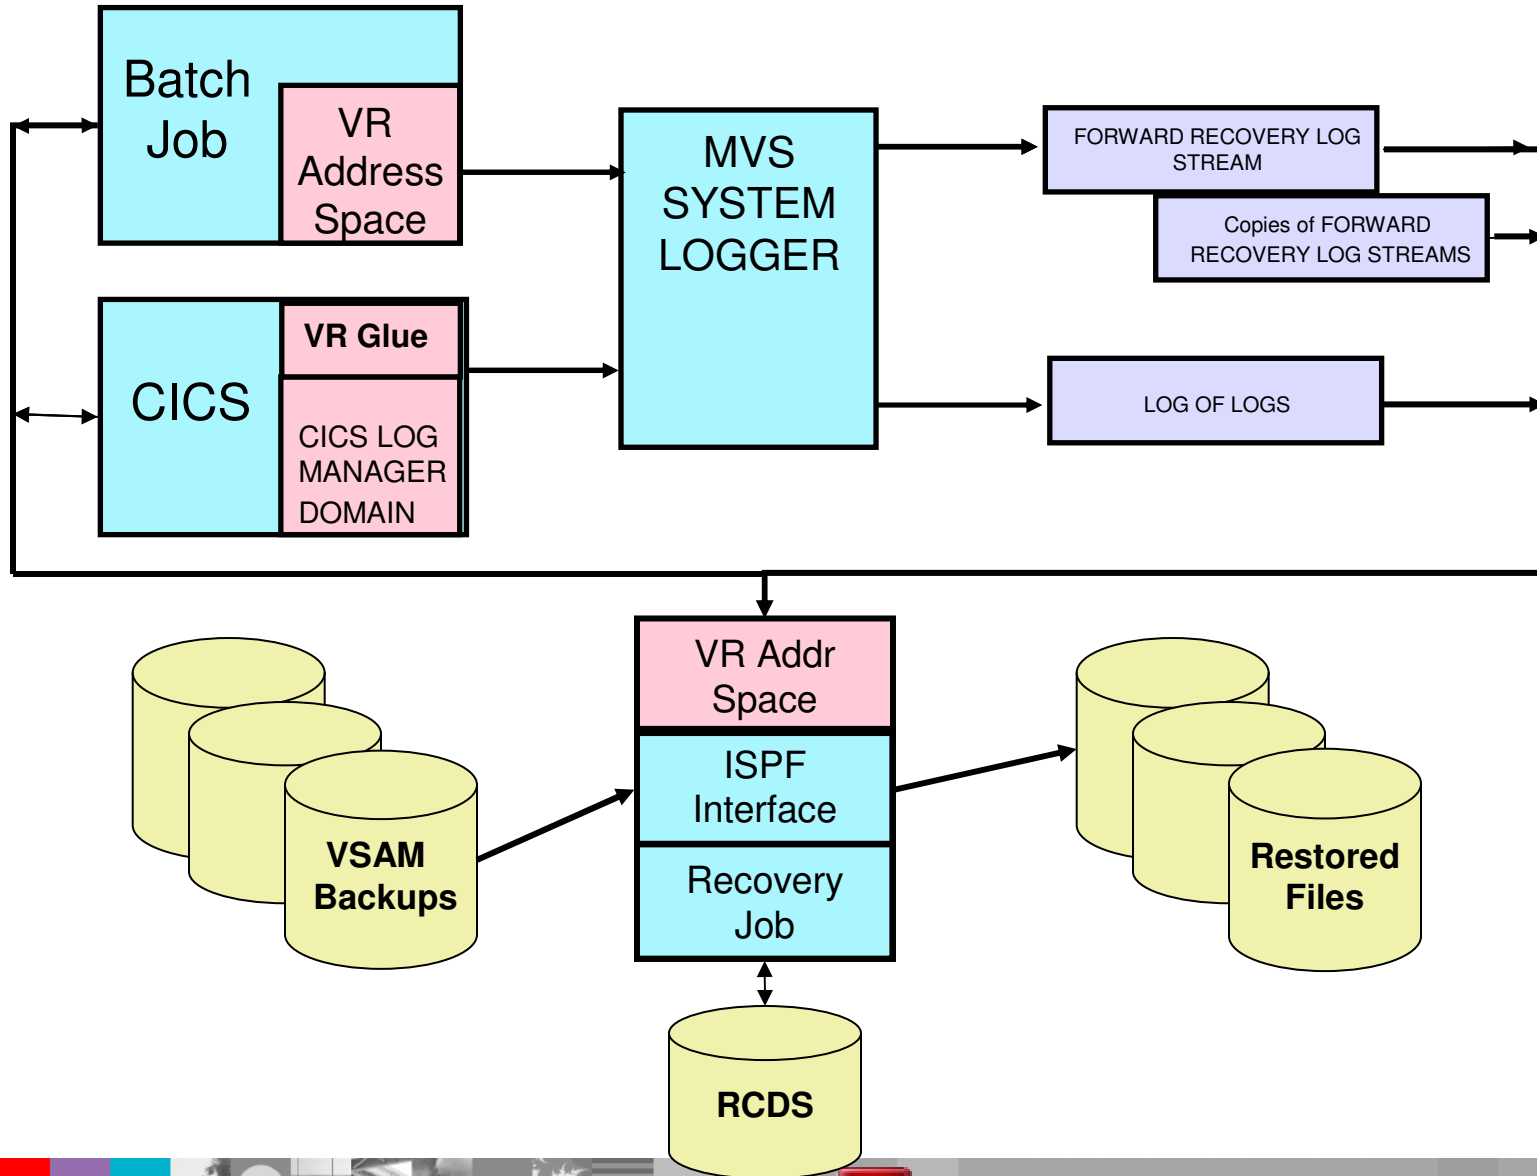 Batch
Job
VR
Address
Space
MVS
SYSTEM
LOGGER
FORWARD RECOVERY LOG
STREAM
Copies of FORWARD
RECOVERY LOG STREAMS
VR Glue
CICS
CICS LOG
MANAGER
DOMAIN
LOG OF LOGS
VR Addr
Space
ISPF
Interface
Recovery
Job
VSAM
Backups
Restored
Files
RCDS